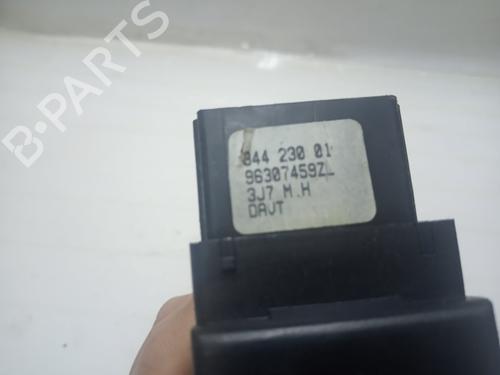 B-PARTS
844 230 01
96307459ZL
3J7 M.H
DAJT